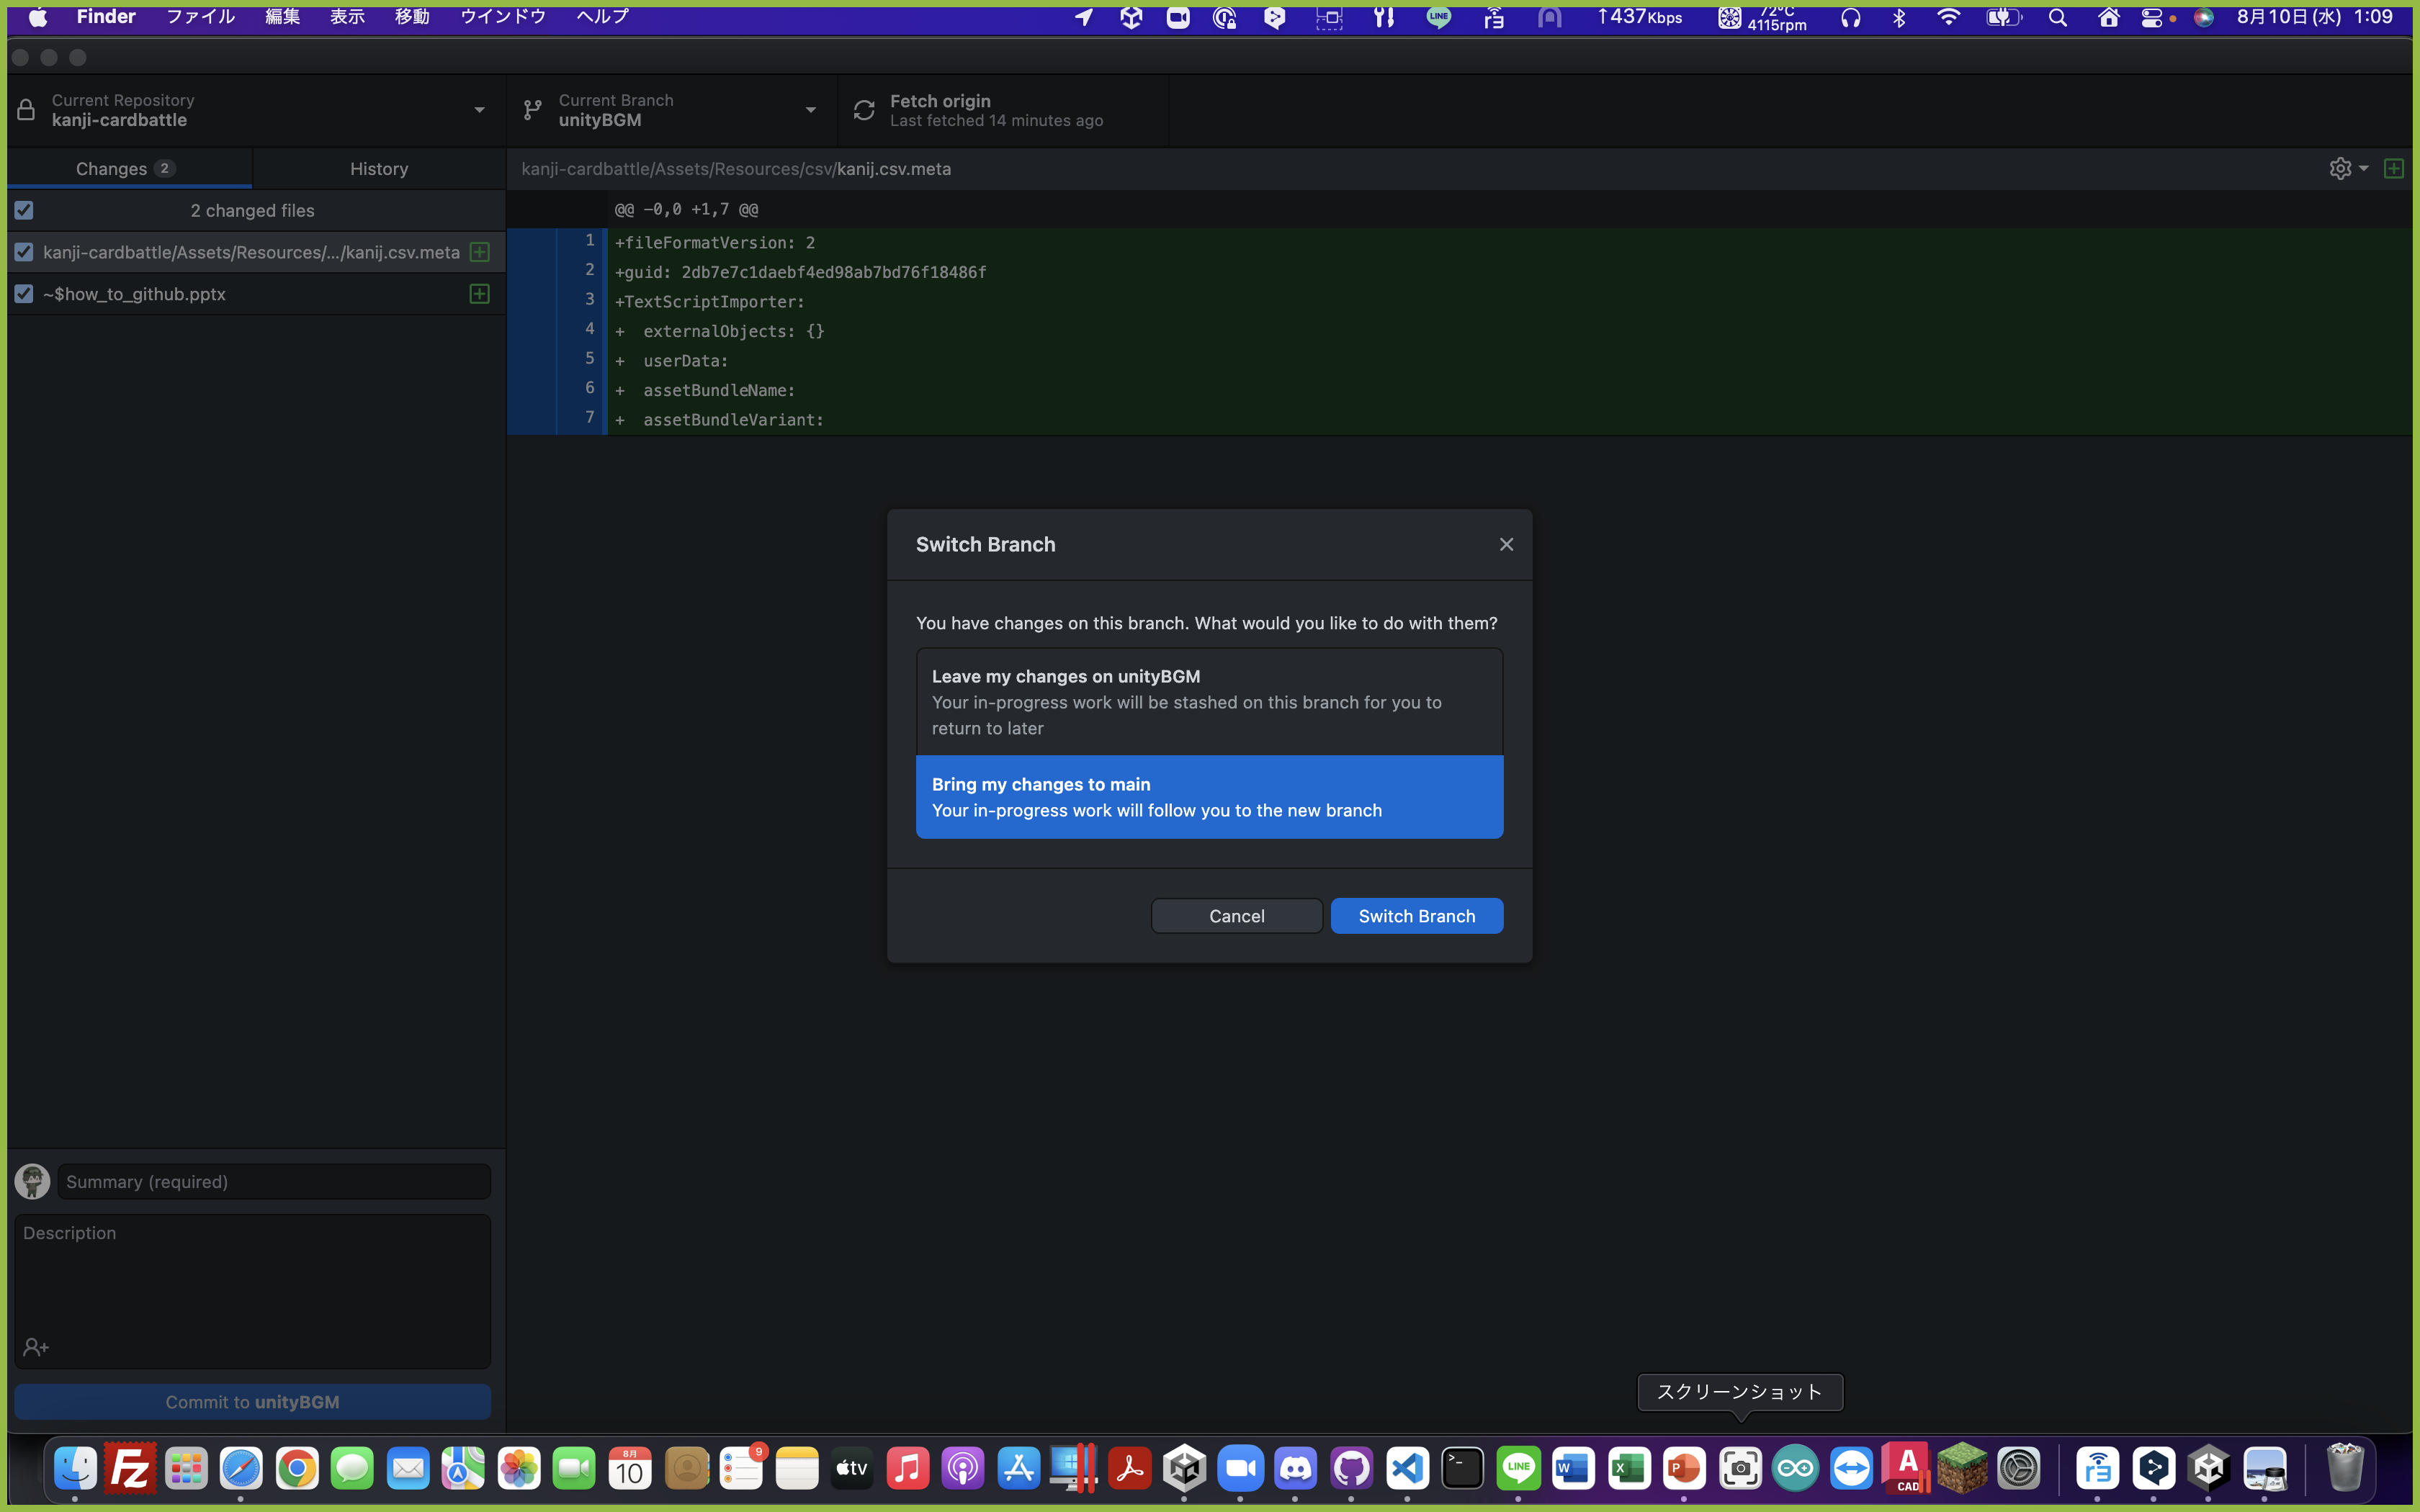 Finder ファイル 編集 表示 移動 ウインドウ ヘルプ
LINE
↑437Kbps
72°C
4115rpm
8月10日(水) 1:09
Current Repository
kanji-cardbattle
Current Branch
unityBGM
Fetch origin
Last fetched 14 minutes ago
Changes 2
History
kanji-cardbattle/Assets/Resources/csv/kanij.csv.meta
2 changed files
kanji-cardbattle/Assets/Resources/.../kanij.csv.meta
~$how_to_github.pptx
@@ -0,0 +1,7 @@
1 +fileFormatVersion: 2
2 +guid: 2db7e7c1daebf4ed98ab7bd76f18486f
3 +TextScriptImporter:
4 +  externalObjects: {}
5 +  userData:
6 +  assetBundleName:
7 +  assetBundleVariant:
Switch Branch
You have changes on this branch. What would you like to do with them?
Leave my changes on unityBGM
Your in-progress work will be stashed on this branch for you to
return to later
Bring my changes to main
Your in-progress work will follow you to the new branch
Cancel
Switch Branch
Summary (required)
Description
Commit to unityBGM
スクリーンショット
Fz
8月
10
9
tv
>-
LINE
W
X
P
A
CAD